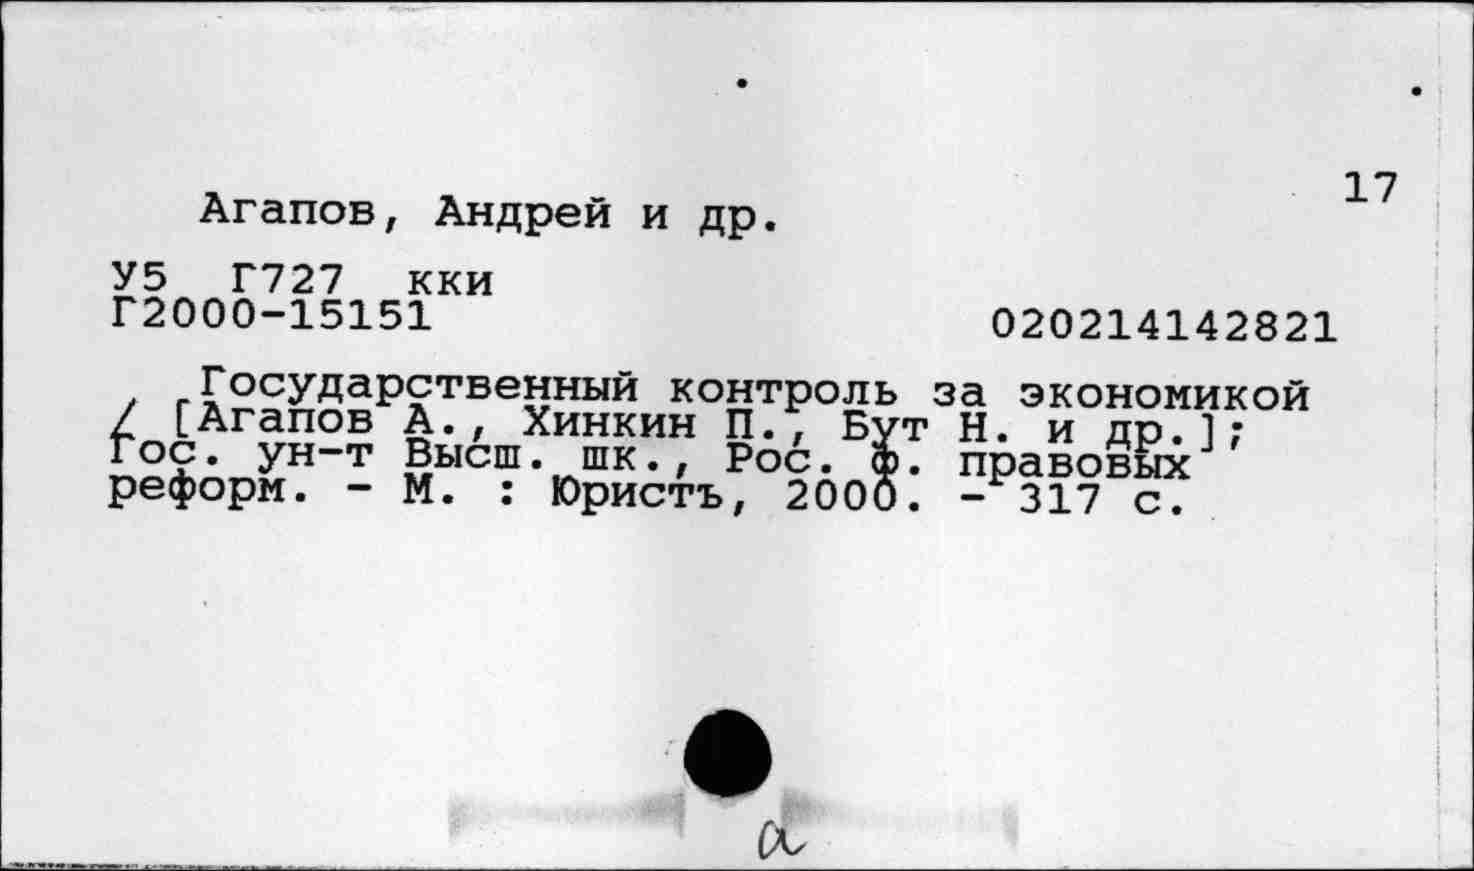 17
Агапов, Андрей и др.
У5 Г727 кки
Г2000-15151
020214142821
Государственный контроль за экономикой
/ [Агапов А., Хинкин П., Бут Н. и др.];
Гос. ун-т Высш. шк., Рос. ф. правовых
реформ. - М. : Юристъ, 2000. - 317 с.
а